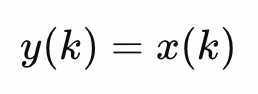 y(k) = x(k)